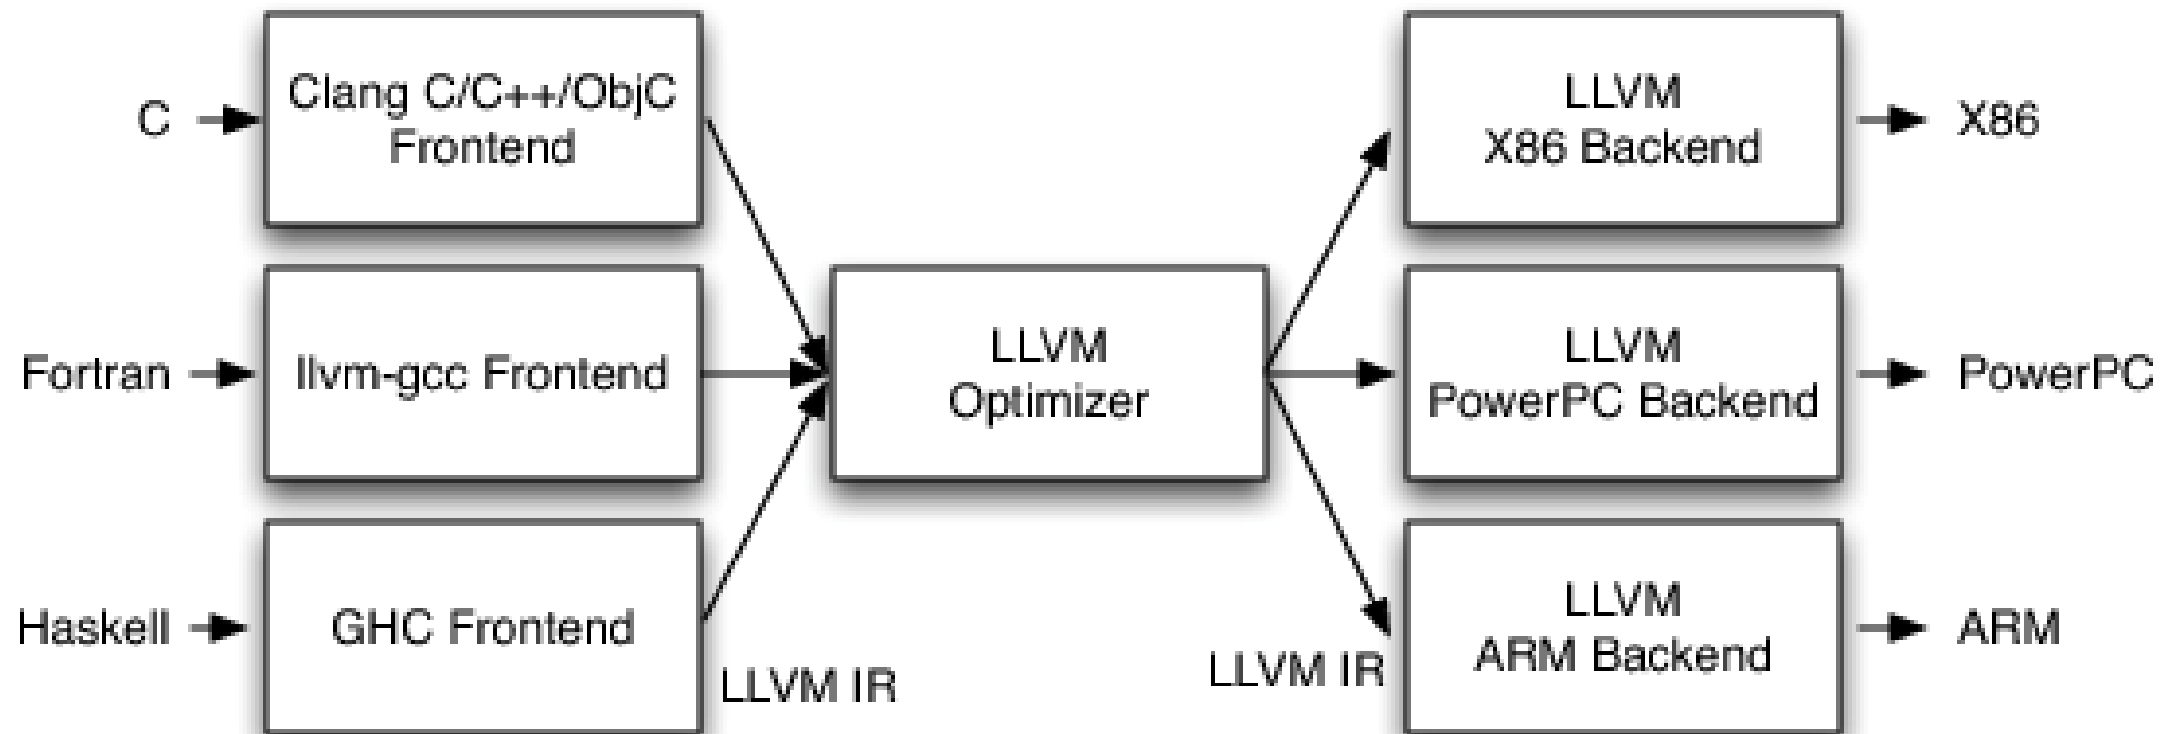 C
Clang C/C++/ObjC
Frontend
LLVM
X86 Backend
X86
Fortran
llvm-gcc Frontend
LLVM
Optimizer
LLVM
PowerPC Backend
PowerPC
Haskell
GHC Frontend
LLVM IR
LLVM IR
LLVM
ARM Backend
ARM